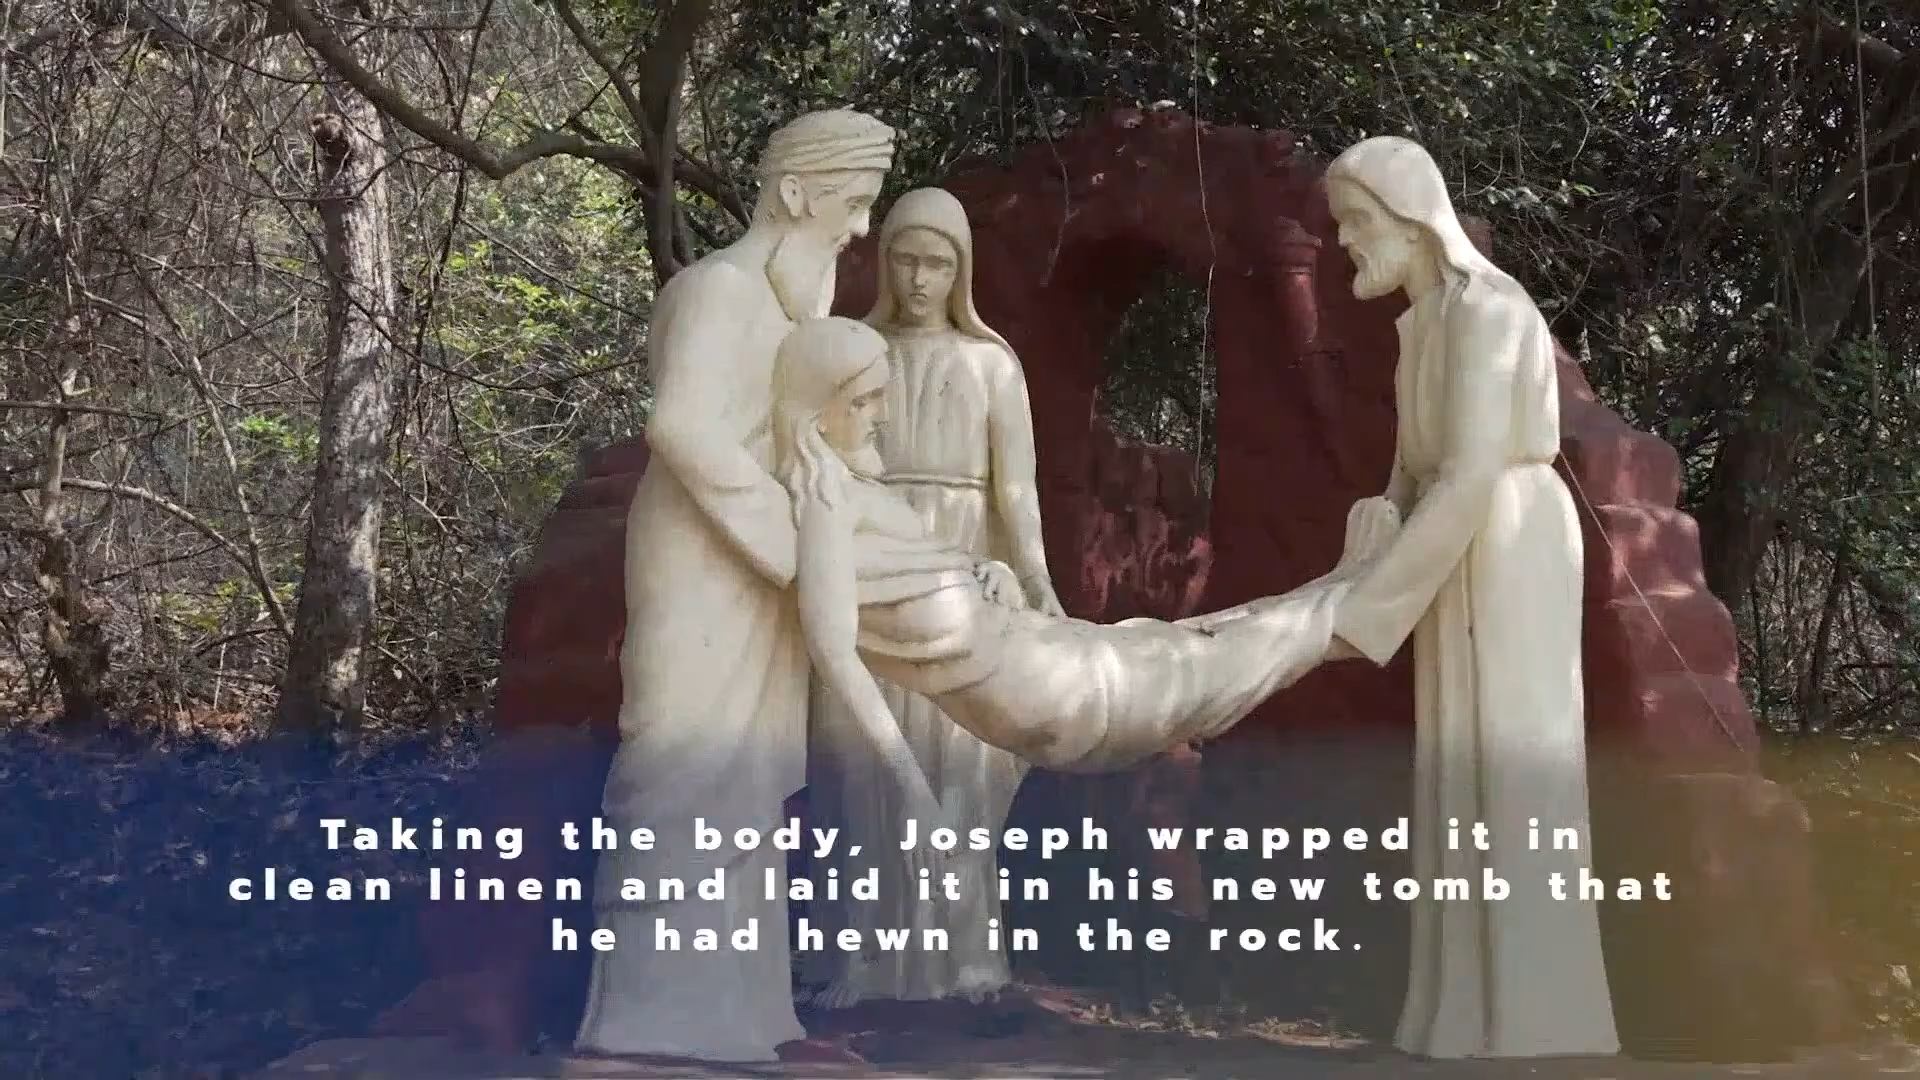 Taking the body, Joseph wrapped it in
clean linen and laid it in his new tomb that
he had hewn in the rock.